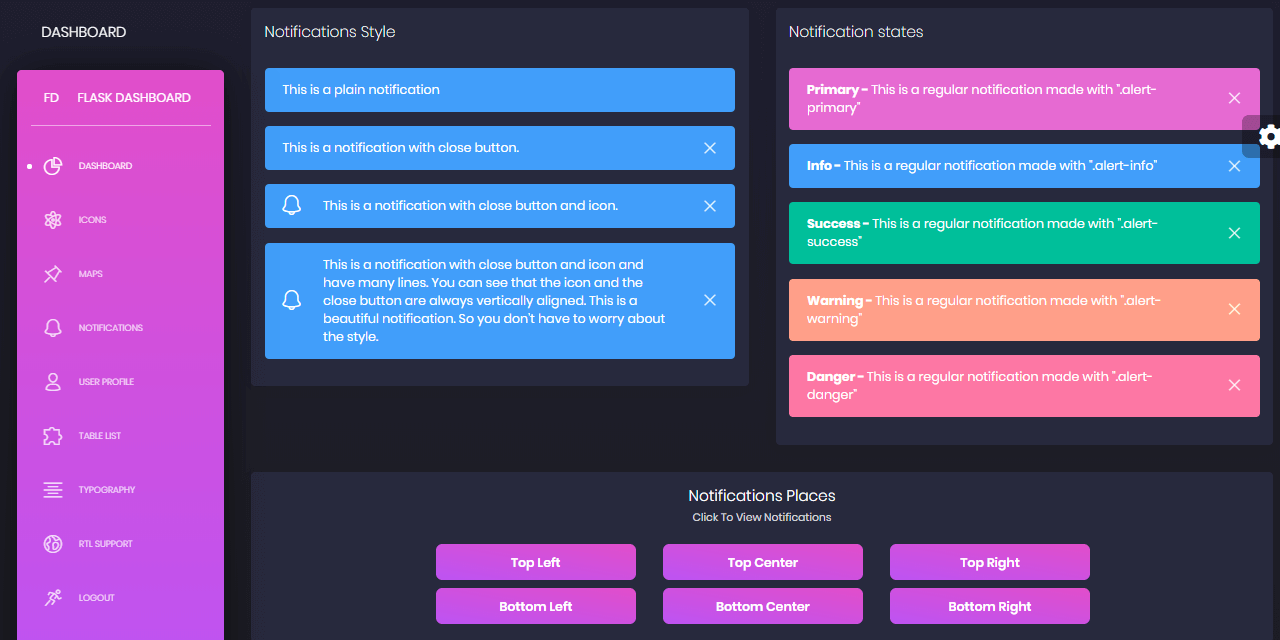 DASHBOARD
FD FLASK DASHBOARD
DASHBOARD
ICONS
MAPS
NOTIFICATIONS
USER PROFILE
TABLE LIST
TYPOGRAPHY
RTL SUPPORT
LOGOUT
Notifications Style
This is a plain notification
This is a notification with close button.
This is a notification with close button and icon.
This is a notification with close button and icon and
have many lines. You can see that the icon and the
close button are always vertically aligned. This is a
beautiful notification. So you don't have to worry about
the style.
Notification states
Primary - This is a regular notification made with ".alert-
primary"
Info - This is a regular notification made with ".alert-info"
Success - This is a regular notification made with ".alert-
success"
Warning - This is a regular notification made with ".alert-
warning"
Danger - This is a regular notification made with ".alert-
danger"
Notifications Places
Click To View Notifications
Top Left
Top Center
Top Right
Bottom Left
Bottom Center
Bottom Right